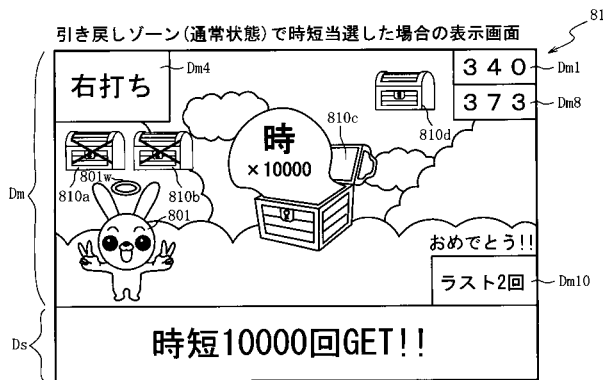 引き戻しゾーン(通常状態)で時短当選した場合の表示画面
81
右打ち
Dm4
340
Dm1
373
Dm8
810c
810d
時
×10000
Dm
801w
810a
810b
801
おめでとう!!
ラスト2回
Dm10
Ds
時短10000回GET!!